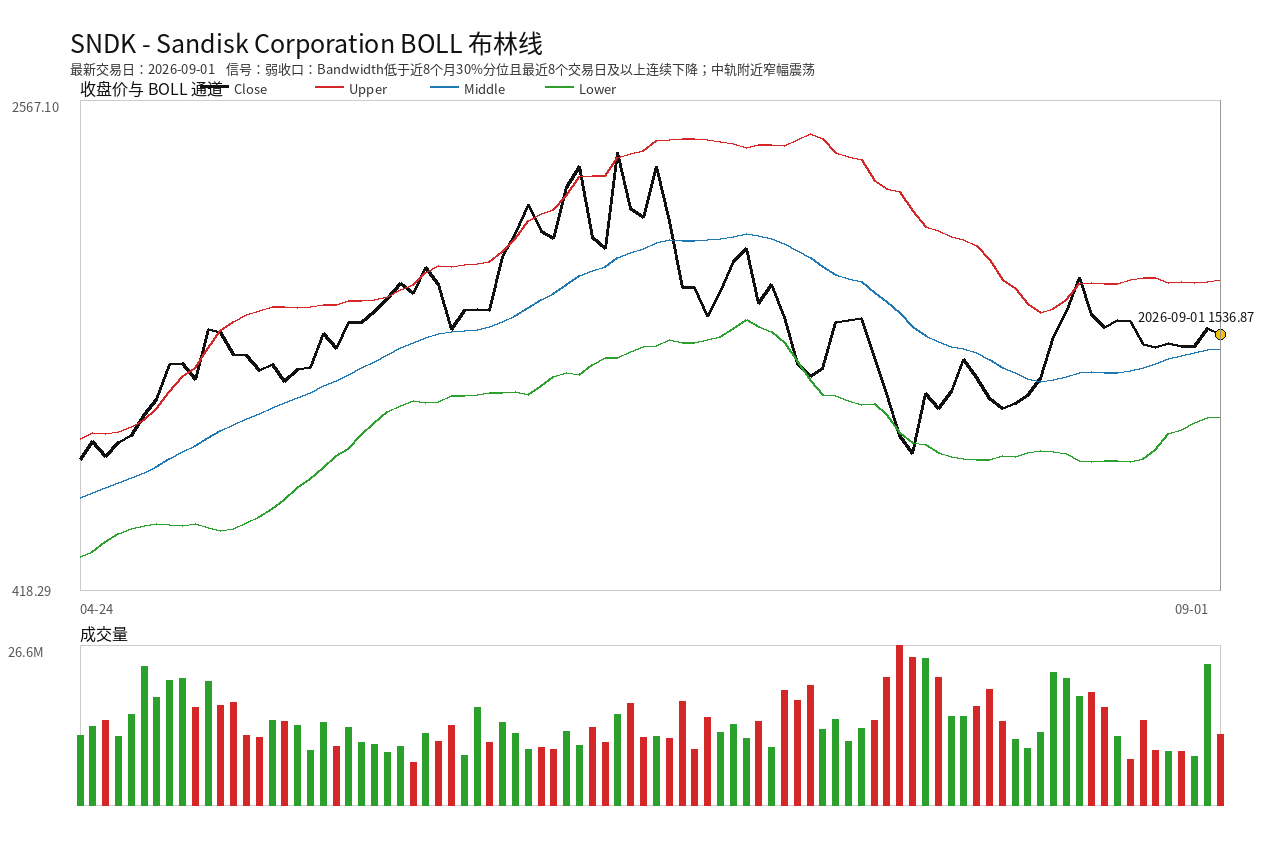 SNDK - Sandisk Corporation BOLL 布林线
最新交易日：2026-09-01 信号：弱收口：Bandwidth低于近8个月30%分位且最近8个交易日及以上连续下降；中轨附近窄幅震荡
收盘价与 BOLL 通道 Close Upper Middle Lower
2567.10
2026-09-01 1536.87
418.29
04-24 09-01
成交量
26.6M